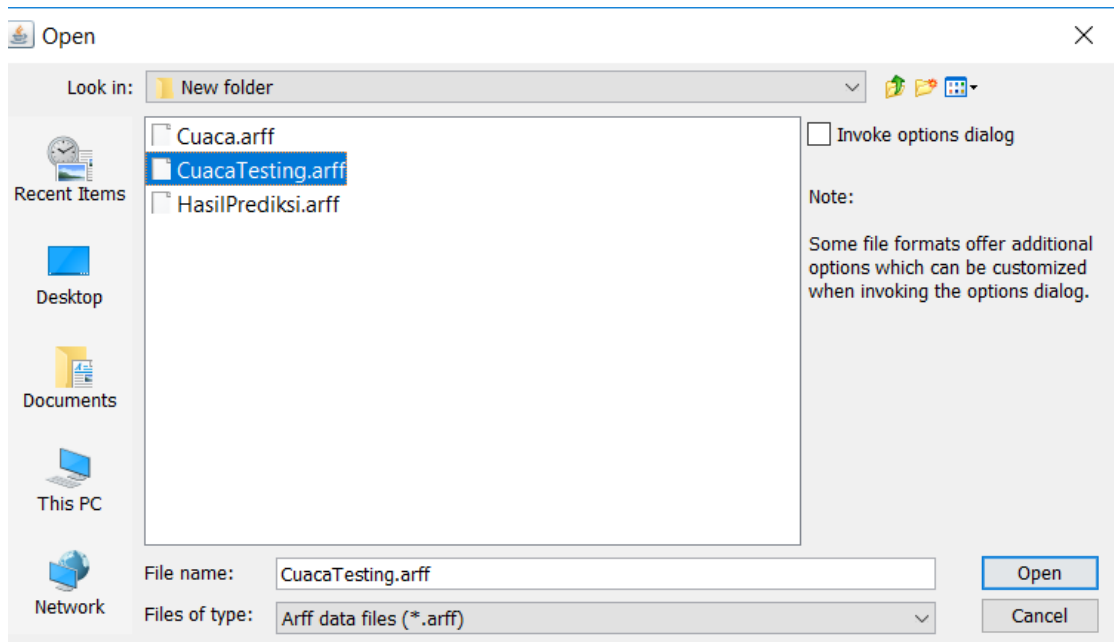 Open
Look in:
New folder
Recent Items
Desktop
Documents
This PC
Network
Cuaca.arff
CuacaTesting.arff
HasilPrediksi.arff
Invoke options dialog
Note:
Some file formats offer additional
options which can be customized
when invoking the options dialog.
File name:
CuacaTesting.arff
Open
Files of type:
Arff data files (*.arff)
Cancel